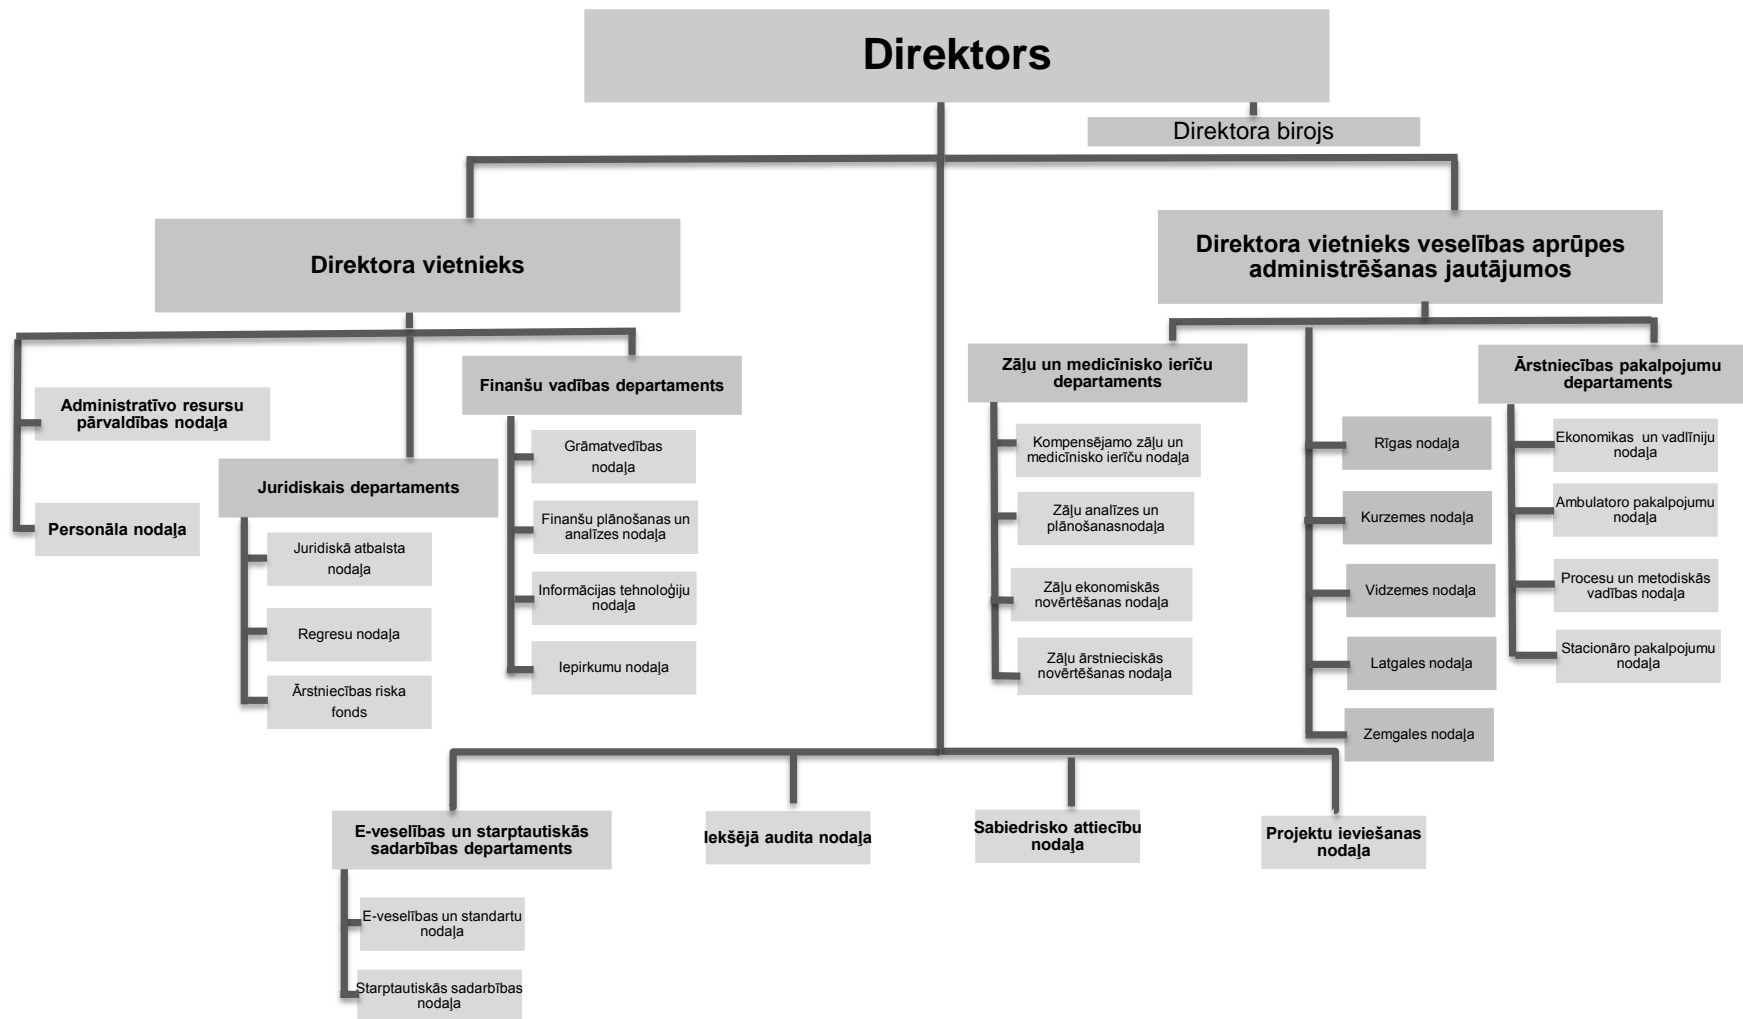 Direktors
Direktora birojs
Direktora vietnieks
Direktora vietnieks veselības aprūpes
administrēšanas jautājumos
Administratīvo resursu
pārvaldības nodaļa
Personāla nodaļa
Juridiskais departaments
Juridiskā atbalsta
nodaļa
Regresu nodaļa
Ārstniecības riska
fonds
Finanšu vadības departaments
Grāmatvedības
nodaļa
Finanšu plānošanas un
analīzes nodaļa
Informācijas tehnoloģiju
nodaļa
Iepirkumu nodaļa
Zāļu un medicīnisko ierīču
departaments
Kompensējamo zāļu un
medicīnisko ierīču nodaļa
Zāļu analīzes un
plānošanasnodaļa
Zāļu ekonomiskās
novērtēšanas nodaļa
Zāļu ārstnieciskās
novērtēšanas nodaļa
Rīgas nodaļa
Kurzemes nodaļa
Vidzemes nodaļa
Latgales nodaļa
Zemgales nodaļa
Ārstniecības pakalpojumu
departaments
Ekonomikas un vadlīniju
nodaļa
Ambulatoro pakalpojumu
nodaļa
Procesu un metodiskās
vadības nodaļa
Stacionāro pakalpojumu
nodaļa
E-veselības un starptautiskās
sadarbības departaments
E-veselības un standartu
nodaļa
Starptautiskās sadarbības
nodaļa
Iekšējā audita nodaļa
Sabiedrisko attiecību
nodaļa
Projektu ieviešanas
nodaļa